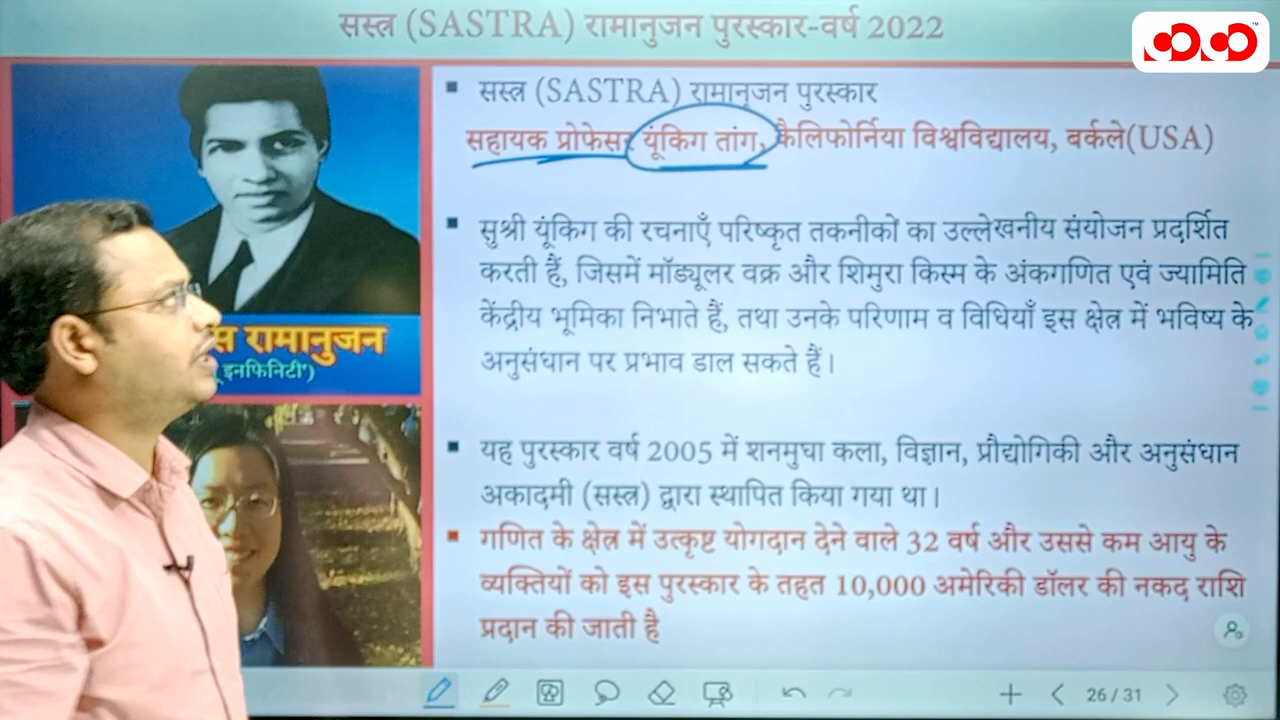 सस्त्र (SASTRA) रामानुजन पुरस्कार-वर्ष 2022
▪ सस्त्र (SASTRA) रामानुजन पुरस्कार
सहायक प्रोफेसर यूंकिग तांग, कैलिफोर्निया विश्वविद्यालय, बर्कले(USA)
▪ सुश्री यूंकिग की रचनाएँ परिष्कृत तकनीकों का उल्लेखनीय संयोजन प्रदर्शित
करती हैं, जिसमें मॉड्यूलर वक्र और शिमुरा किस्म के अंकगणित एवं ज्यामिति
केंद्रीय भूमिका निभाते हैं, तथा उनके परिणाम व विधियाँ इस क्षेत्र में भविष्य के
अनुसंधान पर प्रभाव डाल सकते हैं।
▪ यह पुरस्कार वर्ष 2005 में शनमुघा कला, विज्ञान, प्रौद्योगिकी और अनुसंधान
अकादमी (सस्त्र) द्वारा स्थापित किया गया था।
▪ गणित के क्षेत्र में उत्कृष्ट योगदान देने वाले 32 वर्ष और उससे कम आयु के
व्यक्तियों को इस पुरस्कार के तहत 10,000 अमेरिकी डॉलर की नकद राशि
प्रदान की जाती है
स रामानुजन
इनफिनिटी')
26/31